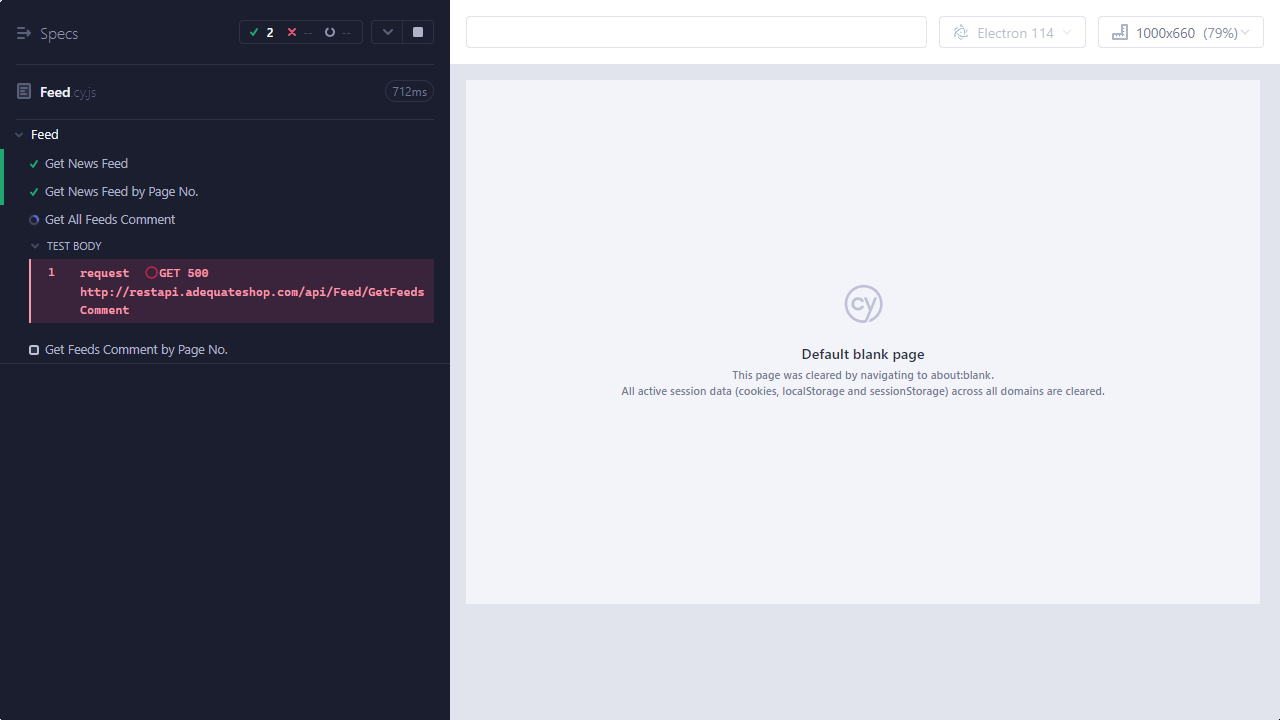 Specs
2 -- --
Feed.cy.js
712ms
Feed
Get News Feed
Get News Feed by Page No.
Get All Feeds Comment
TEST BODY
1 request GET 500
http://restapi.adequateshop.com/api/Feed/GetFeeds
Comment
Get Feeds Comment by Page No.
Electron 114
1000x660 (79%)
cy
Default blank page
This page was cleared by navigating to about:blank.
All active session data (cookies, localStorage and sessionStorage) across all domains are cleared.